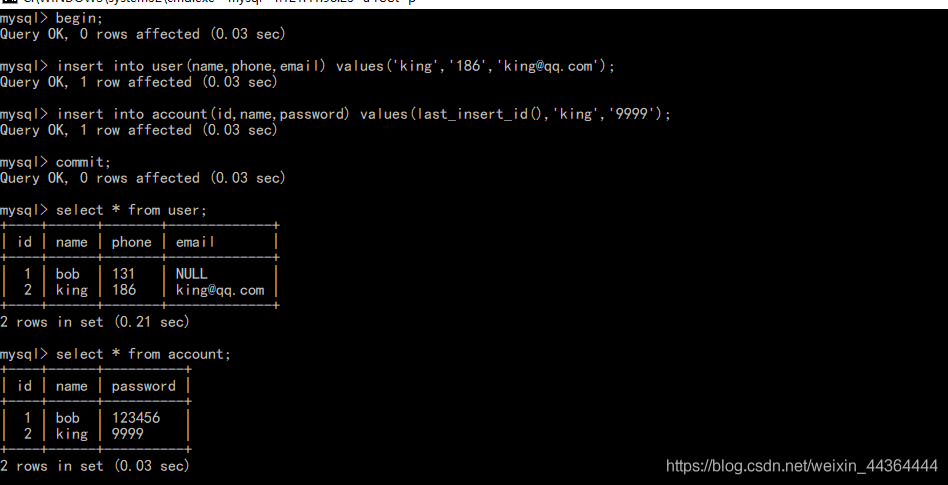 mysql> begin;
Query OK, 0 rows affected (0.03 sec)
mysql> insert into user(name,phone,email) values('king','186','king@qq.com');
Query OK, 1 row affected (0.03 sec)
mysql> insert into account(id,name,password) values(last_insert_id(),'king','9999');
Query OK, 1 row affected (0.03 sec)
mysql> commit;
Query OK, 0 rows affected (0.03 sec)
mysql> select * from user;
+----+------+-------+-------------+
| id | name | phone | email       |
+----+------+-------+-------------+
|  1 | bob  | 131   | NULL        |
|  2 | king | 186   | king@qq.com |
+----+------+-------+-------------+
2 rows in set (0.21 sec)
mysql> select * from account;
+----+------+----------+
| id | name | password |
+----+------+----------+
|  1 | bob  | 123456   |
|  2 | king | 9999     |
+----+------+----------+
2 rows in set (0.03 sec)
https://blog.csdn.net/weixin_44364444